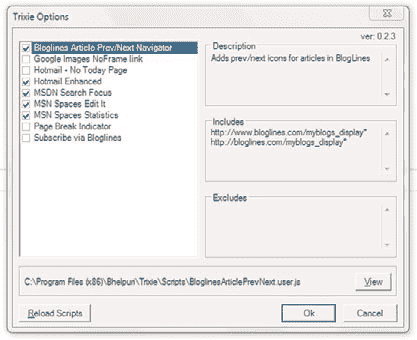 Trixie Options
ver: 0.2.3
Bloglines Article Prev/Next Navigator
Google Images NoFrame link
Hotmail - No Today Page
Hotmail Enhanced
MSDN Search Focus
MSN Spaces Edit It
MSN Spaces Statistics
Page Break Indicator
Subscribe via Bloglines
Description
Adds prev/next icons for articles in BlogLines
Includes
http://www.bloglines.com/myblogs_display*
http://bloglines.com/myblogs_display*
Excludes
C:\Program Files (x86)\Bhelpuri\Trixie\Scripts\BloglinesArticlePrevNext.user.js
View
Reload Scripts
Ok
Cancel